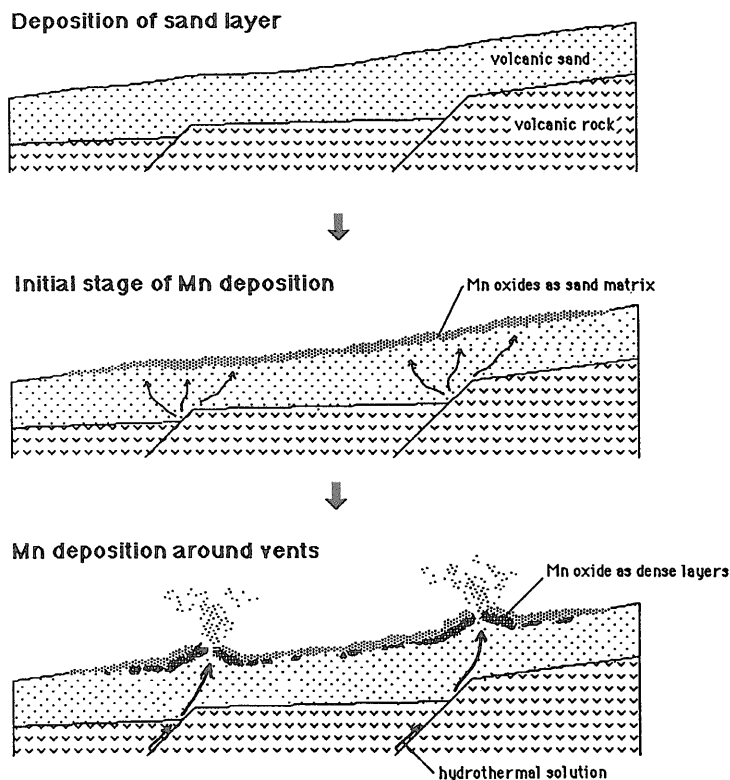 Deposition of sand layer
volcanic sand
volcanic rock
Initial stage of Mn deposition
Mn oxides as sand matrix
Mn deposition around vents
Mn oxide as dense layers
hydrothermal solution